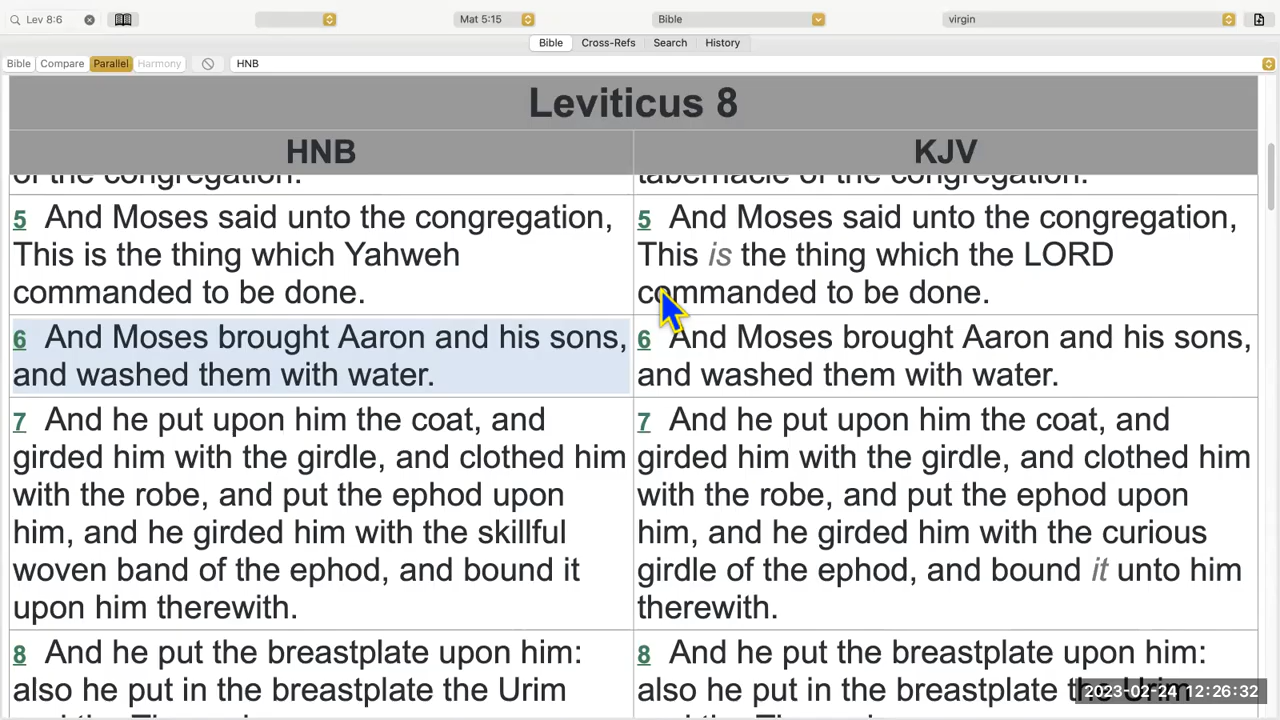 Lev 8:6
Mat 5:15
Bible
virgin
Bible
Cross-Refs
Search
History
Bible
Compare
Parallel
Harmony
HNB
Leviticus 8
HNB
KJV
of the congregation.
tabernacle of the congregation.
5 And Moses said unto the congregation,
This is the thing which Yahweh
commanded to be done.
5 And Moses said unto the congregation,
This is the thing which the LORD
commanded to be done.
6 And Moses brought Aaron and his sons,
and washed them with water.
6 And Moses brought Aaron and his sons,
and washed them with water.
7 And he put upon him the coat, and
girded him with the girdle, and clothed him
with the robe, and put the ephod upon
him, and he girded him with the skillful
woven band of the ephod, and bound it
upon him therewith.
7 And he put upon him the coat, and
girded him with the girdle, and clothed him
with the robe, and put the ephod upon
him, and he girded him with the curious
girdle of the ephod, and bound it unto him
therewith.
8 And he put the breastplate upon him:
also he put in the breastplate the Urim
8 And he put the breastplate upon him:
also he put in the breastplate the Urim
2023-02-24 12:26:32